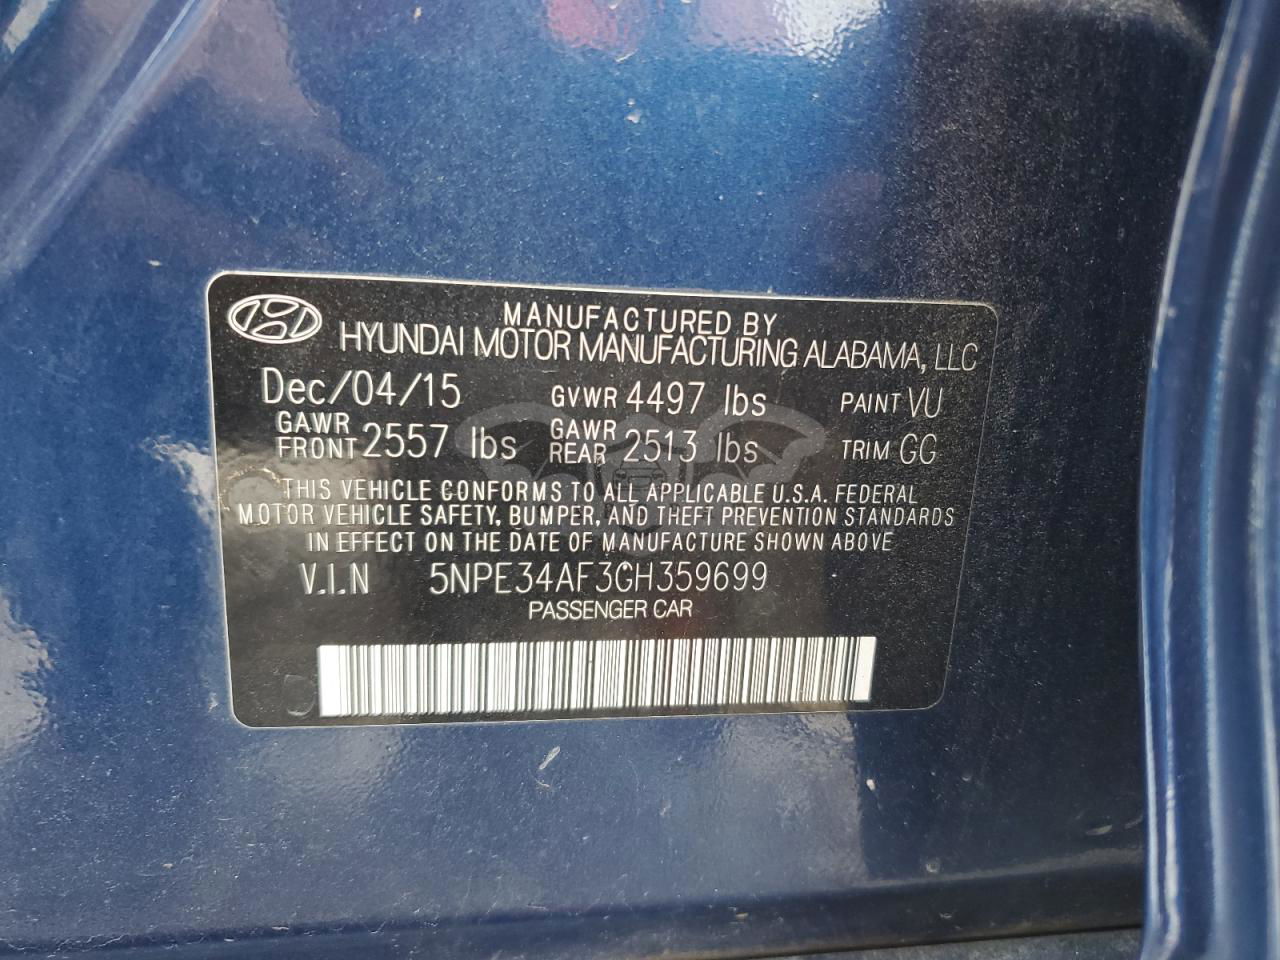 MANUFACTURED BY
HYUNDAI MOTOR MANUFACTURING ALABAMA, LLC
Dec/04/15 GVWR 4497 lbs PAINT VU
GAWR FRONT 2557 lbs GAWR REAR 2513 lbs TRIM GG
THIS VEHICLE CONFORMS TO ALL APPLICABLE U.S.A. FEDERAL
MOTOR VEHICLE SAFETY, BUMPER, AND THEFT PREVENTION STANDARDS
IN EFFECT ON THE DATE OF MANUFACTURE SHOWN ABOVE
V.I.N 5NPE34AF3GH359699
PASSENGER CAR